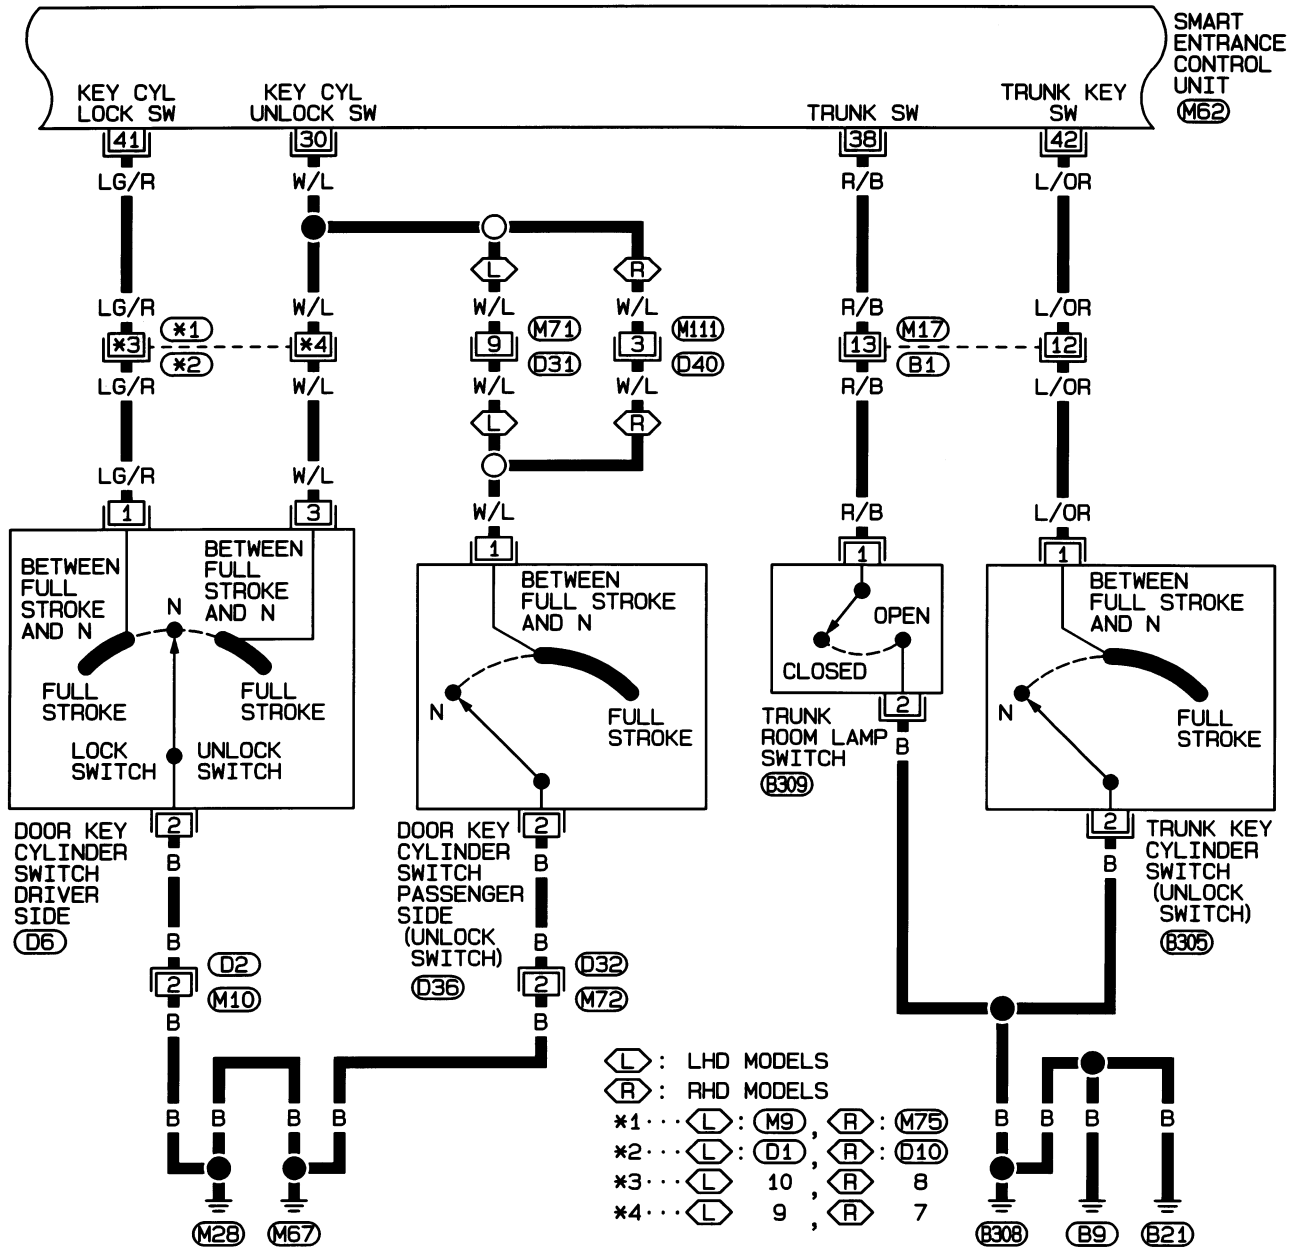 SMART
ENTRANCE
CONTROL
UNIT
M62
KEY CYL
LOCK SW
KEY CYL
UNLOCK SW
TRUNK SW
TRUNK KEY
SW
41
30
38
42
LG/R
W/L
R/B
L/OR
L
R
LG/R
W/L
W/L
W/L
R/B
L/OR
*3
*1
*2
*4
9
M71
D31
3
M111
D40
13
M17
B1
12
LG/R
W/L
W/L
W/L
R/B
L/OR
L
R
LG/R
W/L
W/L
R/B
L/OR
1
3
1
1
1
BETWEEN
FULL
STROKE
AND N
N
BETWEEN
FULL
STROKE
AND N
FULL
STROKE
FULL
STROKE
LOCK
SWITCH
UNLOCK
SWITCH
BETWEEN
FULL STROKE
AND N
N
FULL
STROKE
OPEN
CLOSED
BETWEEN
FULL STROKE
AND N
N
FULL
STROKE
2
TRUNK
ROOM LAMP
SWITCH
B309
B
2
DOOR KEY
CYLINDER
SWITCH
DRIVER
SIDE
D6
B
2
DOOR KEY
CYLINDER
SWITCH
PASSENGER
SIDE
(UNLOCK
SWITCH)
D36
B
2
TRUNK KEY
CYLINDER
SWITCH
(UNLOCK
SWITCH)
B305
B
B
B
2
D2
M10
2
D32
M72
B
B
L : LHD MODELS
R : RHD MODELS
*1··· L : M9 , R : M75
*2··· L : D1 , R : D10
*3··· L 10 , R 8
*4··· L 9 , R 7
B
B
B
B
B
B
B
B
M28
M67
B308
B9
B21